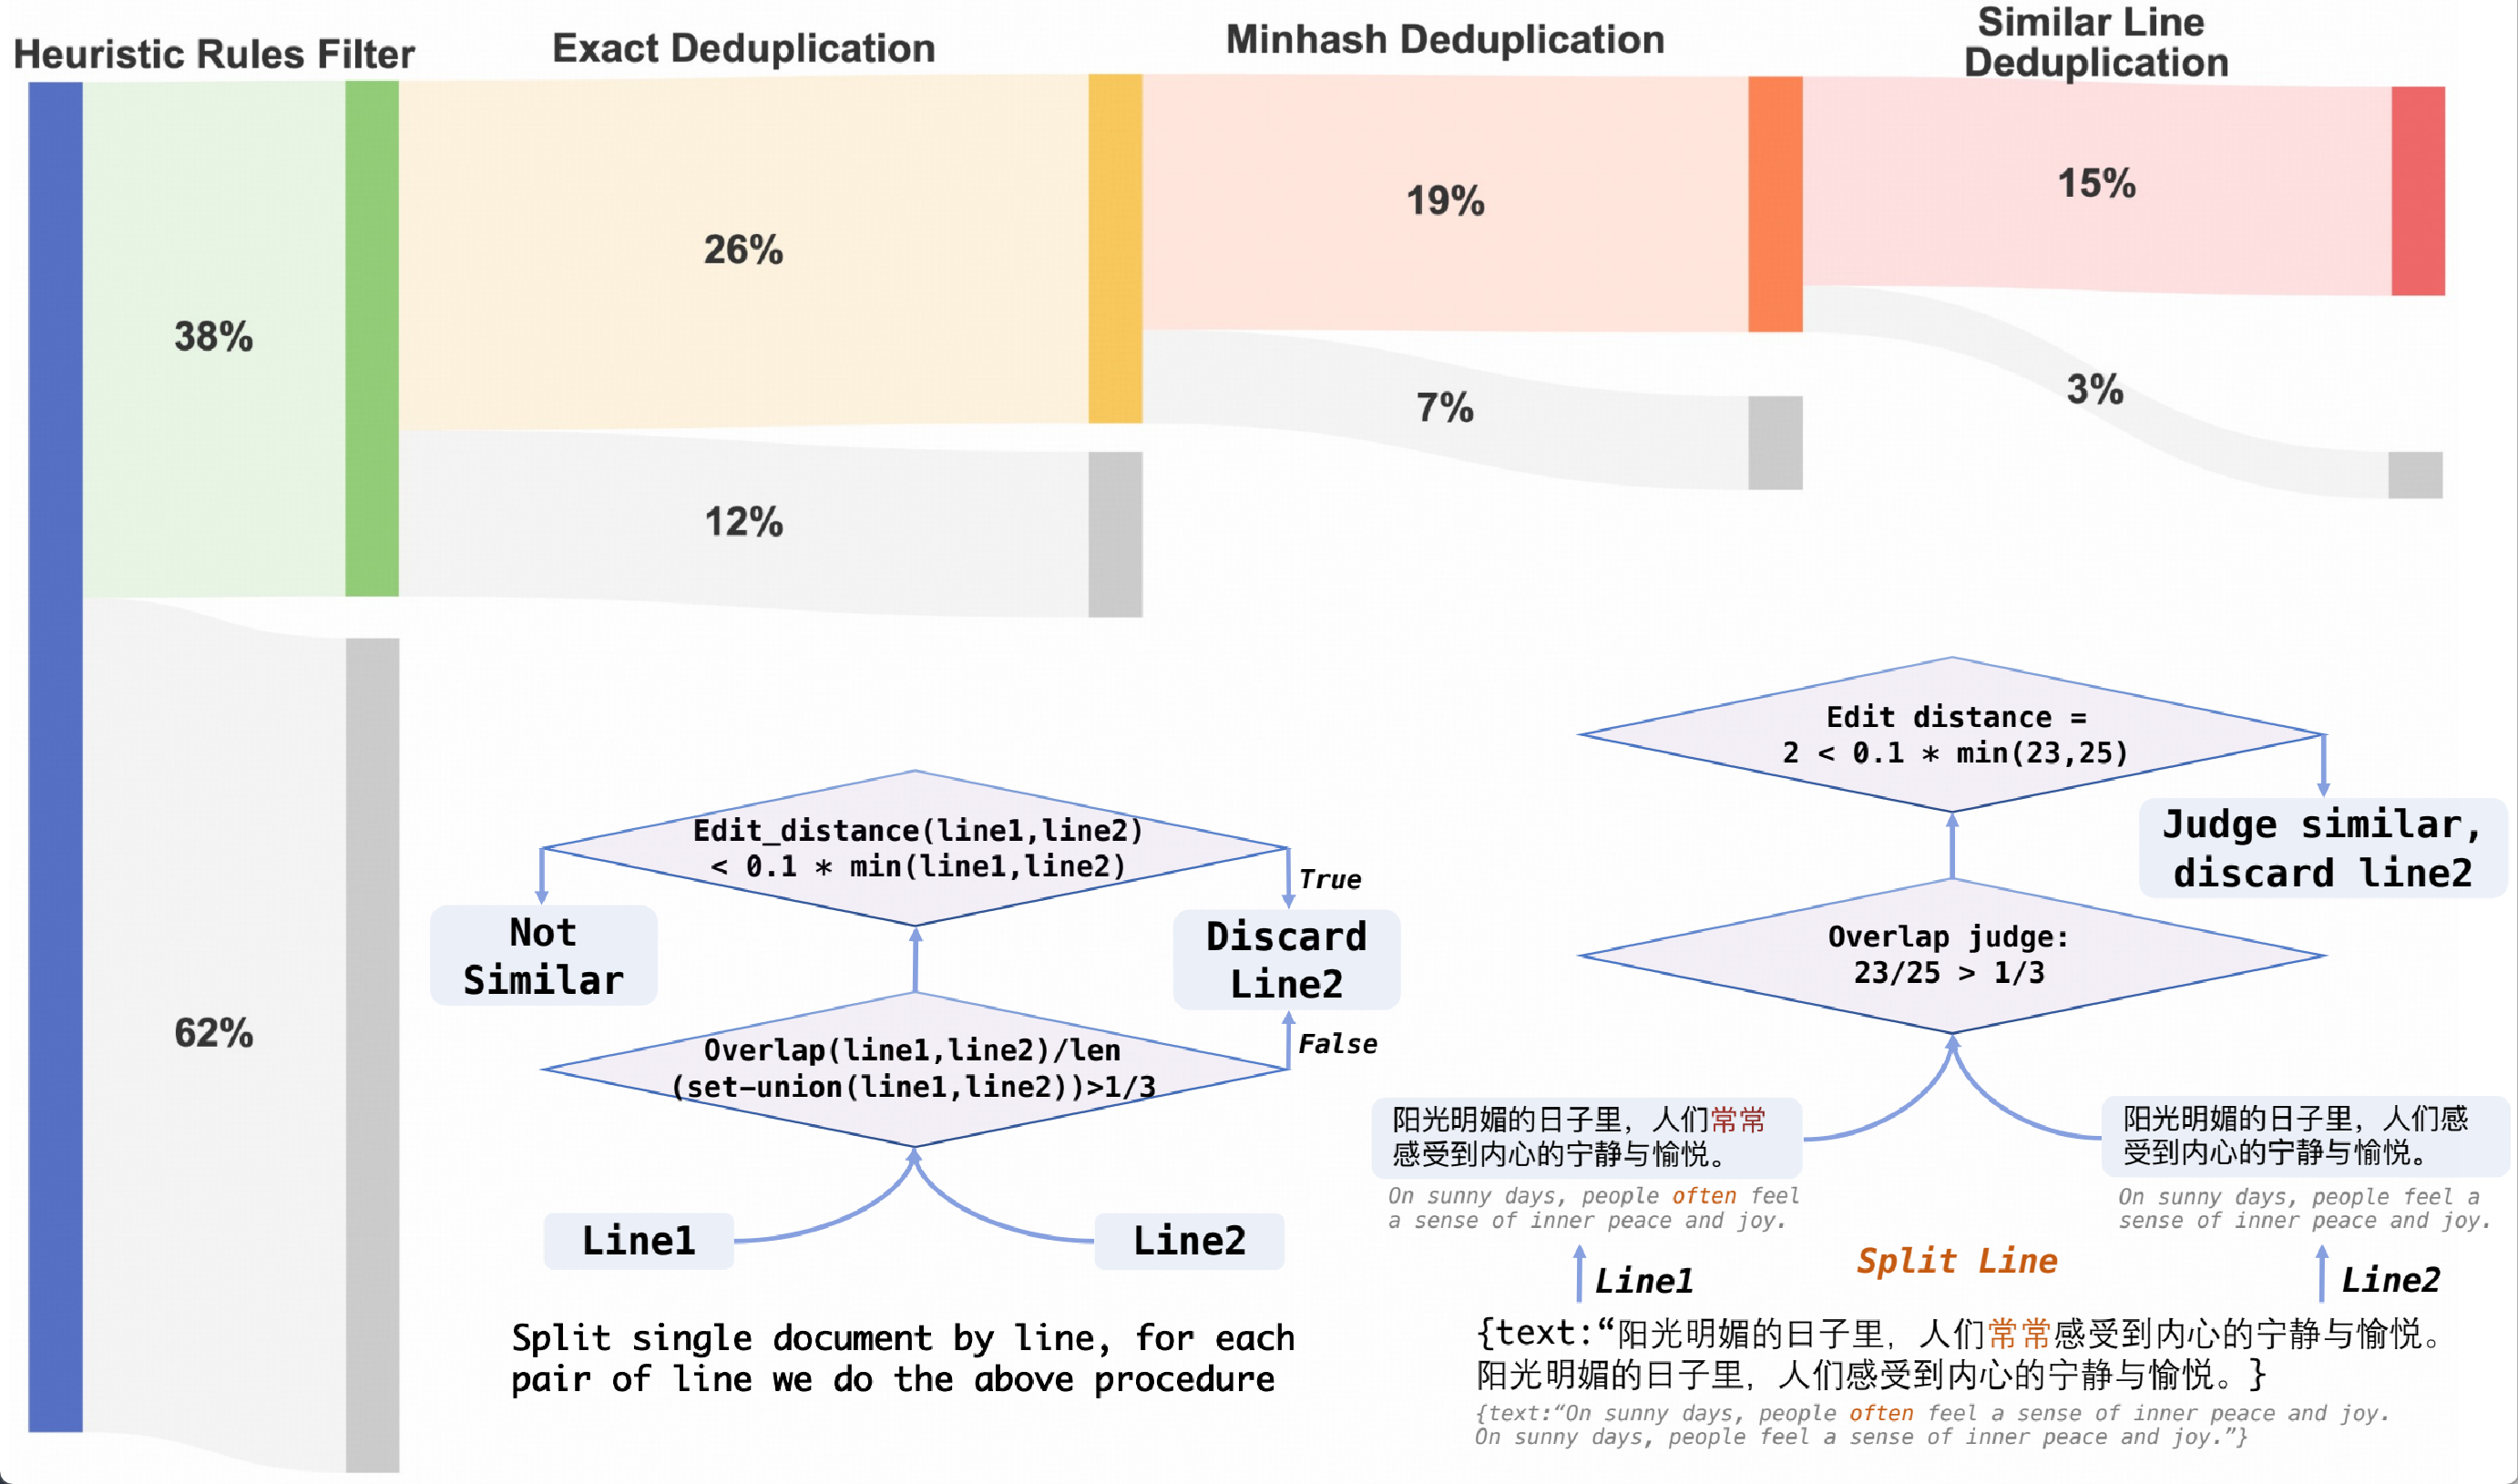 Heuristic Rules Filter
Exact Deduplication
Minhash Deduplication
Similar Line
Deduplication
38%
26%
19%
15%
62%
12%
7%
3%
Edit_distance(line1,line2)
< 0.1 * min(line1,line2)
True
Not
Similar
Discard
Line2
False
Overlap(line1,line2)/len
(set-union(line1,line2))>1/3
Line1
Line2
Split single document by line, for each
pair of line we do the above procedure
Edit distance =
2 < 0.1 * min(23,25)
Judge similar,
discard line2
Overlap judge:
23/25 > 1/3
阳光明媚的日子里，人们常常
感受到内心的宁静与愉悦。
On sunny days, people often feel
a sense of inner peace and joy.
阳光明媚的日子里，人们感
受到内心的宁静与愉悦。
On sunny days, people feel a
sense of inner peace and joy.
Line1
Split Line
Line2
{text:“阳光明媚的日子里，人们常常感受到内心的宁静与愉悦。
阳光明媚的日子里，人们感受到内心的宁静与愉悦。}
{text:“On sunny days, people often feel a sense of inner peace and joy.
On sunny days, people feel a sense of inner peace and joy.”}